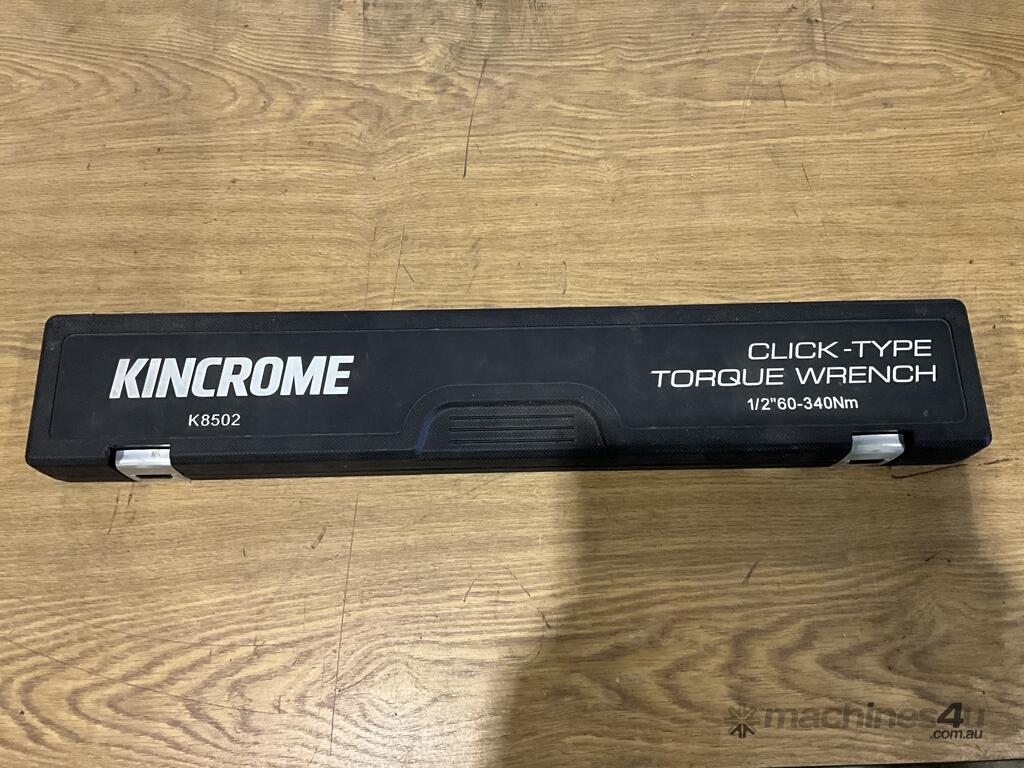 KINCROME
K8502
CLICK-TYPE
TORQUE WRENCH
1/2"60-340Nm
machines4u
.com.au